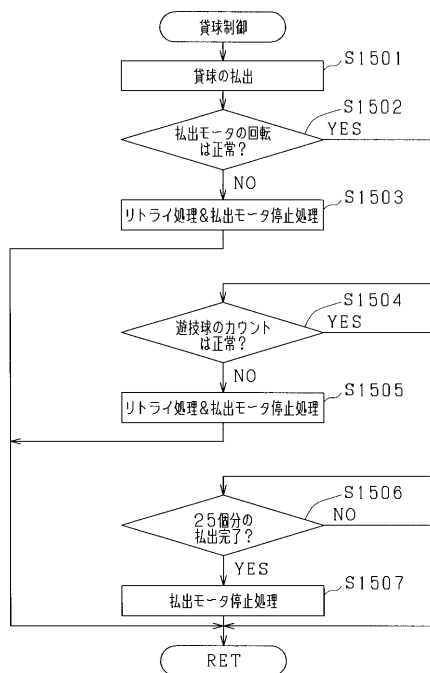 貸球制御
S1501
貸球の払出
S1502
払出モータの回転
は正常?
YES
NO
S1503
リトライ処理&払出モータ停止処理
S1504
遊技球のカウント
は正常?
YES
NO
S1505
リトライ処理&払出モータ停止処理
S1506
25個分の
払出完了?
NO
YES
S1507
払出モータ停止処理
RET